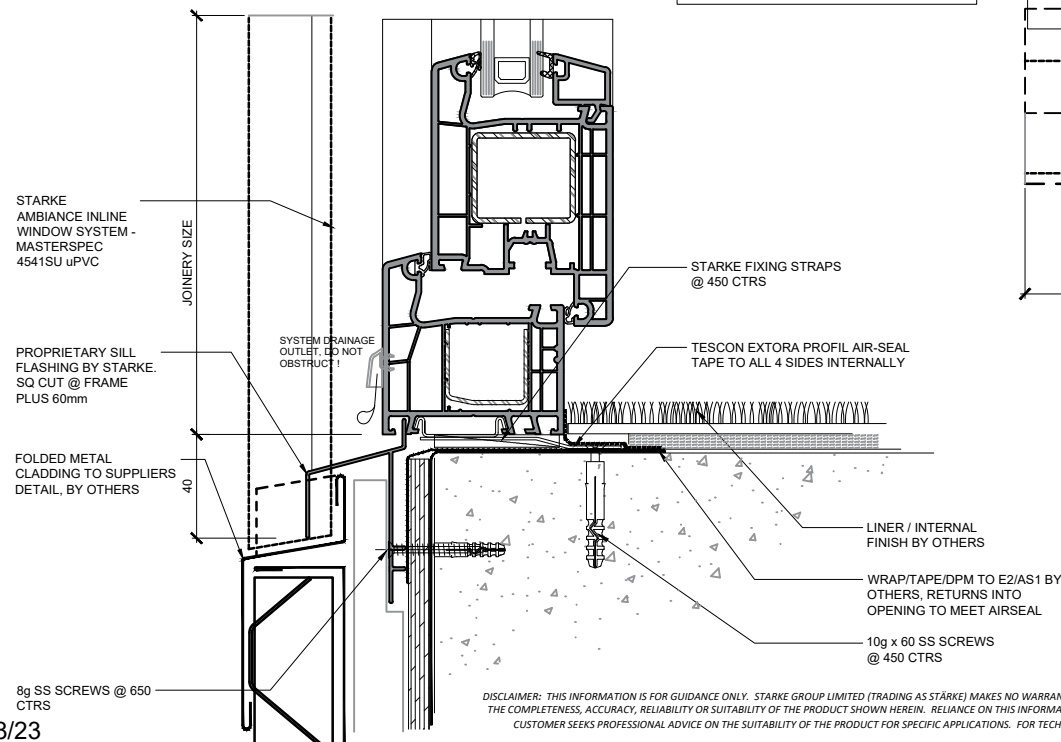 STARKE
AMBIANCE INLINE
WINDOW SYSTEM -
MASTERSPEC
4541SU uPVC
JOINERY SIZE
PROPRIETARY SILL
FLASHING BY STARKE.
SQ CUT @ FRAME
PLUS 60mm
SYSTEM DRAINAGE
OUTLET, DO NOT
OBSTRUCT !
FOLDED METAL
CLADDING TO SUPPLIERS
DETAIL, BY OTHERS
40
8g SS SCREWS @ 650
CTRS
STARKE FIXING STRAPS
@ 450 CTRS
TESCON EXTORA PROFIL AIR-SEAL
TAPE TO ALL 4 SIDES INTERNALLY
LINER / INTERNAL
FINISH BY OTHERS
WRAP/TAPE/DPM TO E2/AS1 BY
OTHERS, RETURNS INTO
OPENING TO MEET AIRSEAL
10g x 60 SS SCREWS
@ 450 CTRS
DISCLAIMER: THIS INFORMATION IS FOR GUIDANCE ONLY. STARKE GROUP LIMITED (TRADING AS STÄRKE) MAKES NO WARRAN
THE COMPLETENESS, ACCURACY, RELIABILITY OR SUITABILITY OF THE PRODUCT SHOWN HEREIN. RELIANCE ON THIS INFORMA
CUSTOMER SEEKS PROFESSIONAL ADVICE ON THE SUITABILITY OF THE PRODUCT FOR SPECIFIC APPLICATIONS. FOR TECH
3/23